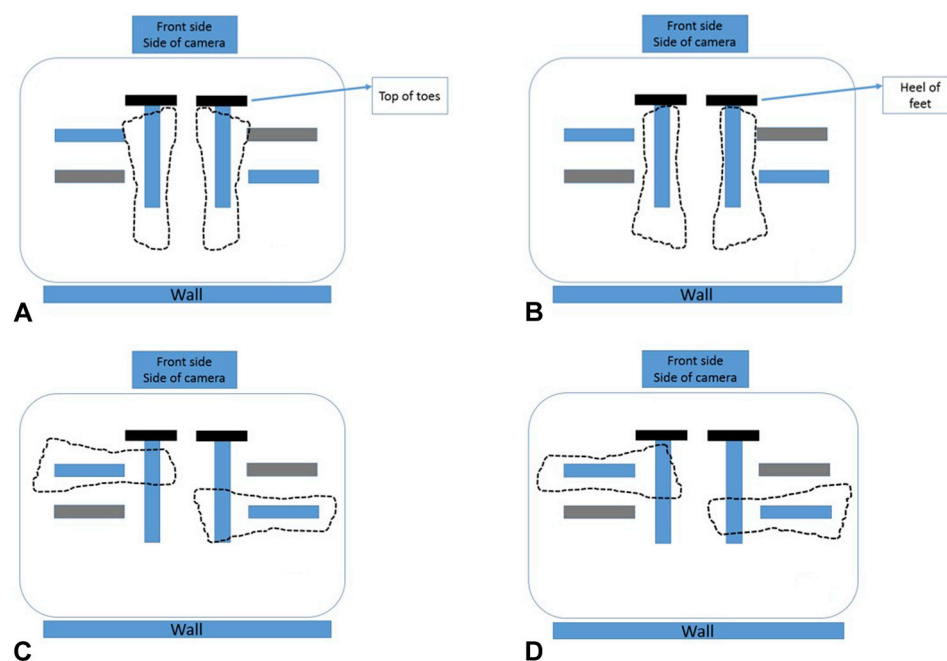 Front side
Side of camera
Top of toes
Wall
A
Front side
Side of camera
Heel of
feet
Wall
B
Front side
Side of camera
Wall
C
Front side
Side of camera
Wall
D